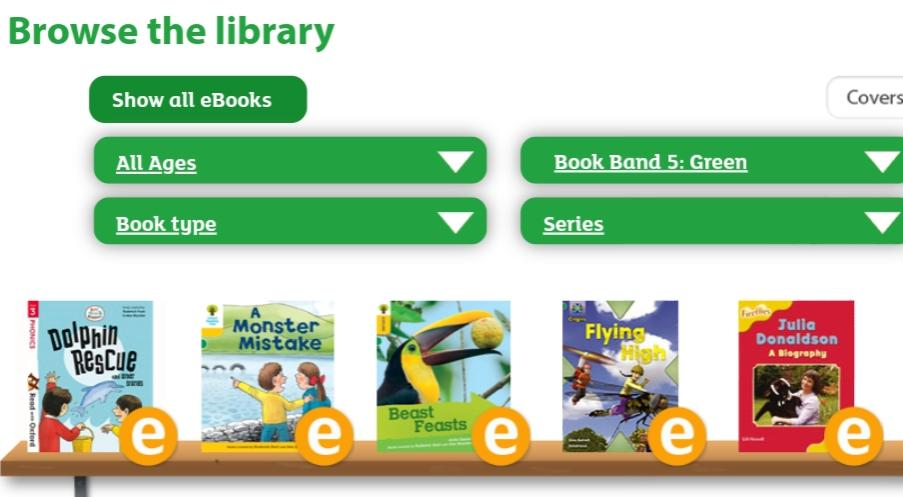 Browse the library
Show all eBooks
Covers
All Ages
Book Band 5: Green
Book type
Series
3
PHONICS
Dolphin
Rescue
and other
stories
Read with Oxford
e
A
Monster
Mistake
e
Beast
Feasts
e
Flying
High
e
Fireflies
Julia
Donaldson
A Biography
e